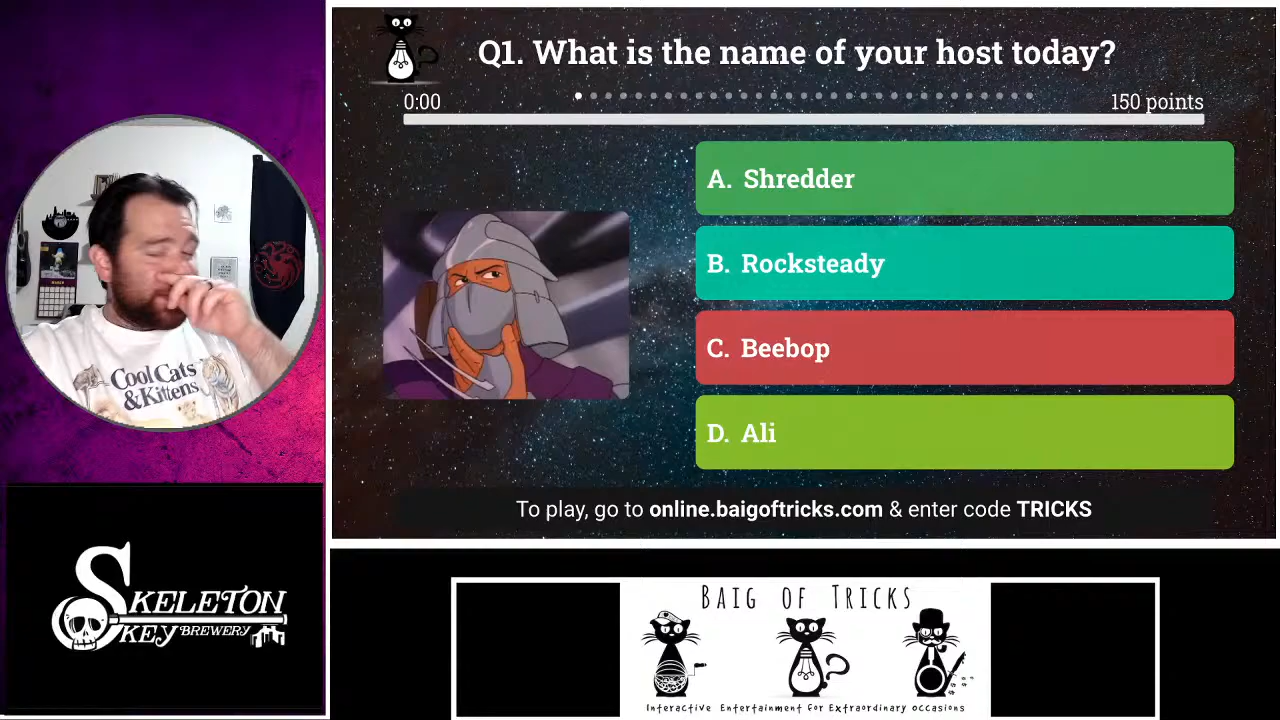 Q1. What is the name of your host today?
0:00
150 points
A. Shredder
B. Rocksteady
C. Beebop
D. Ali
To play, go to online.baigoftricks.com & enter code TRICKS
Cool Cats
& Kittens
SKELETON
KEY BREWERY
BAIG OF TRICKS
Interactive Entertainment for Extraordinary occasions